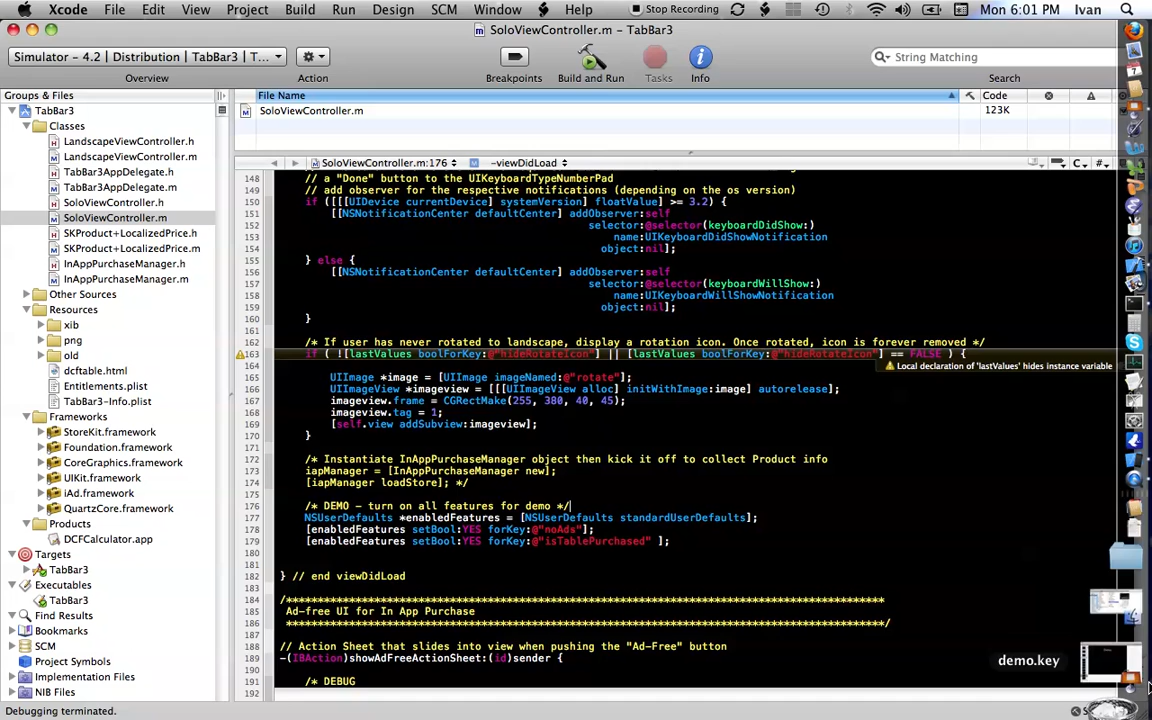 Xcode File Edit View Project Build Run Design SCM Window Help Stop Recording Mon 6:01 PM Ivan
SoloViewController.m - TabBar3
Simulator - 4.2 | Distribution | TabBar3 | T...
String Matching
Overview Action Breakpoints Build and Run Tasks Info Search
Groups & Files
File Name Code
SoloViewController.m 123K
TabBar3
Classes
LandscapeViewController.h
LandscapeViewController.m
TabBar3AppDelegate.h
TabBar3AppDelegate.m
SoloViewController.h
SoloViewController.m
SKProduct+LocalizedPrice.h
SKProduct+LocalizedPrice.m
InAppPurchaseManager.h
InAppPurchaseManager.m
Other Sources
Resources
xib
png
old
dcftable.html
Entitlements.plist
TabBar3-Info.plist
Frameworks
StoreKit.framework
Foundation.framework
CoreGraphics.framework
UIKit.framework
iAd.framework
QuartzCore.framework
Products
DCFCalculator.app
Targets
TabBar3
Executables
TabBar3
Find Results
Bookmarks
SCM
Project Symbols
Implementation Files
NIB Files
SoloViewController.m:176 -viewDidLoad C #
148 // a "Done" button to the UIKeyboardTypeNumberPad
149 // add observer for the respective notifications (depending on the os version)
150 if ([[[UIDevice currentDevice] systemVersion] floatValue] >= 3.2) {
151 [[NSNotificationCenter defaultCenter] addObserver:self
152 selector:@selector(keyboardDidShow:)
153 name:UIKeyboardDidShowNotification
154 object:nil];
155 } else {
156 [[NSNotificationCenter defaultCenter] addObserver:self
157 selector:@selector(keyboardWillShow:)
158 name:UIKeyboardWillShowNotification
159 object:nil];
160 }
161
162 /* If user has never rotated to landscape, display a rotation icon. Once rotated, icon is forever removed */
163 if ( ![lastValues boolForKey:@"hideRotateIcon"] || [lastValues boolForKey:@"hideRotateIcon"] == FALSE ) {
164 Local declaration of 'lastValues' hides instance variable
165 UIImage *image = [UIImage imageNamed:@"rotate"];
166 UIImageView *imageview = [[[UIImageView alloc] initWithImage:image] autorelease];
167 imageview.frame = CGRectMake(255, 380, 40, 45);
168 imageview.tag = 1;
169 [self.view addSubview:imageview];
170 }
171
172 /* Instantiate InAppPurchaseManager object then kick it off to collect Product info
173 iapManager = [InAppPurchaseManager new];
174 [iapManager loadStore]; */
175
176 /* DEMO - turn on all features for demo */
177 NSUserDefaults *enabledFeatures = [NSUserDefaults standardUserDefaults];
178 [enabledFeatures setBool:YES forKey:@"noAds"];
179 [enabledFeatures setBool:YES forKey:@"isTablePurchased" ];
180
181
182 } // end viewDidLoad
183
184 /*******************************************************************************************
185 Ad-free UI for In App Purchase
186 *******************************************************************************************/
187
188 // Action Sheet that slides into view when pushing the "Ad-Free" button
189 -(IBAction)showAdFreeActionSheet:(id)sender {
190
191 /* DEBUG
192
demo.key
Debugging terminated.